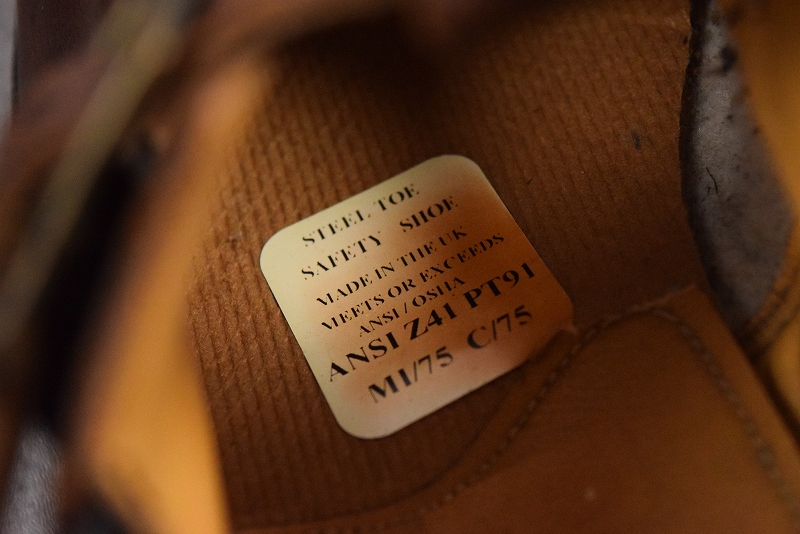 STEEL TOE
SAFETY SHOE
MADE IN THE UK
MEETS OR EXCEEDS
ANSI / OSHA
ANSI Z41 PT91
MI/75 C/75